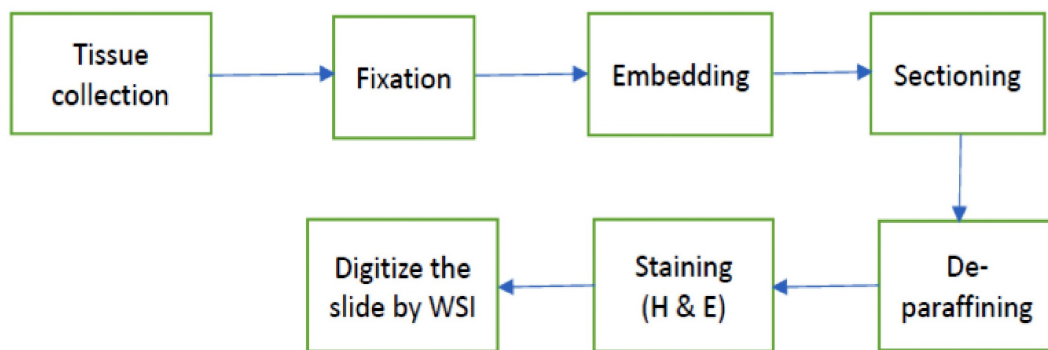 Tissue
collection
Fixation
Embedding
Sectioning
De-
paraffining
Staining
(H & E)
Digitize the
slide by WSI